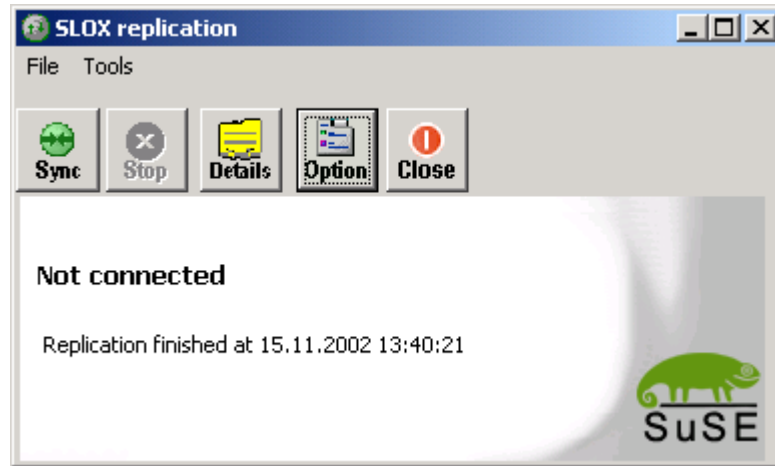 SLOX replication
File Tools
Sync Stop Details Option Close
Not connected
Replication finished at 15.11.2002 13:40:21
SuSE